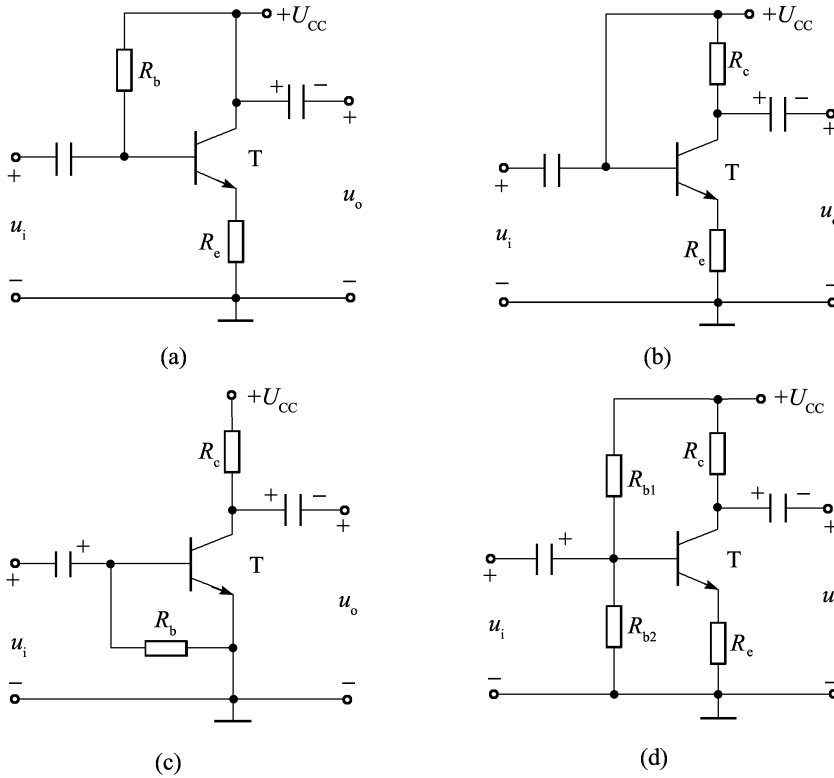 +U_CC
R_b
+ −
+
T
+
u_i
u_o
R_e
− −
(a)
+U_CC
R_c
+ −
+
T
+
u_i
R_e
− −
(b)
+U_CC
R_c
+ −
+
+
T
+
R_b
u_o
u_i
− −
(c)
+U_CC
R_c
R_b1
+ −
+
+
T
+
u_i
R_b2
R_e
− −
(d)